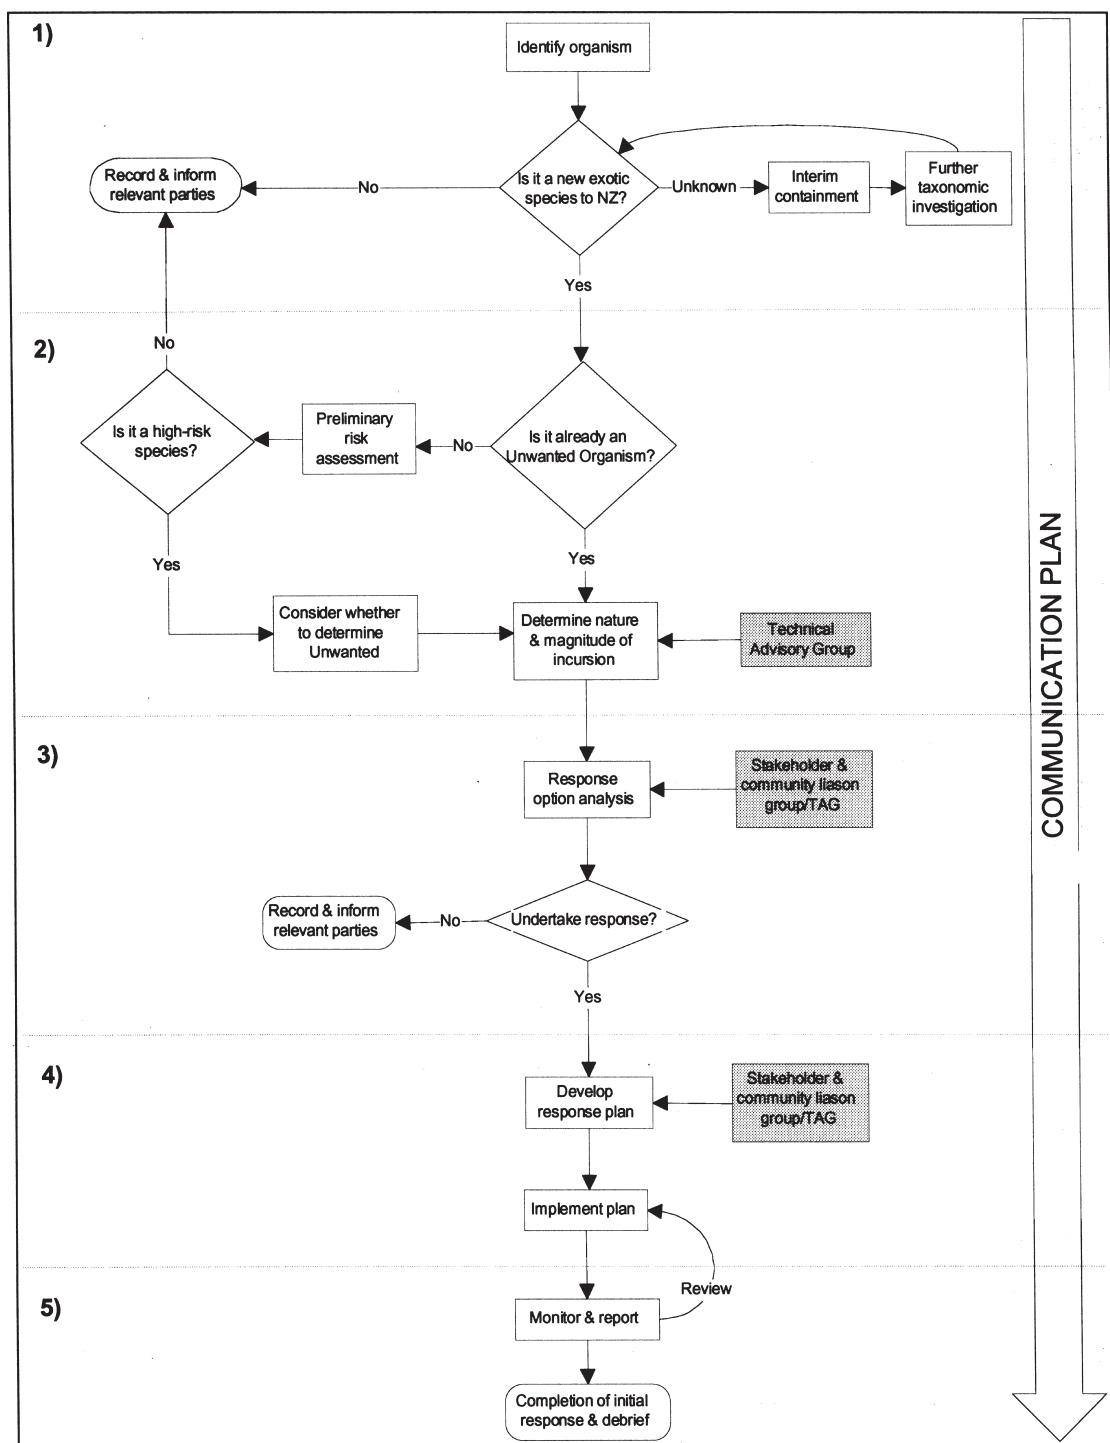 1)
Identify organism
Record & inform
relevant parties
No
Is it a new exotic
species to NZ?
Unknown
Interim
containment
Further
taxonomic
investigation
Yes
2)
No
Is it a high-risk
species?
Preliminary
risk
assessment
No
Is it already an
Unwanted Organism?
Yes
Yes
Consider whether
to determine
Unwanted
Determine nature
& magnitude of
incursion
Technical
Advisory Group
3)
Response
option analysis
Stakeholder &
community liason
group/TAG
Record & inform
relevant parties
No
Undertake response?
Yes
4)
Develop
response plan
Stakeholder &
community liason
group/TAG
Implement plan
Review
5)
Monitor & report
Completion of initial
response & debrief
COMMUNICATION PLAN